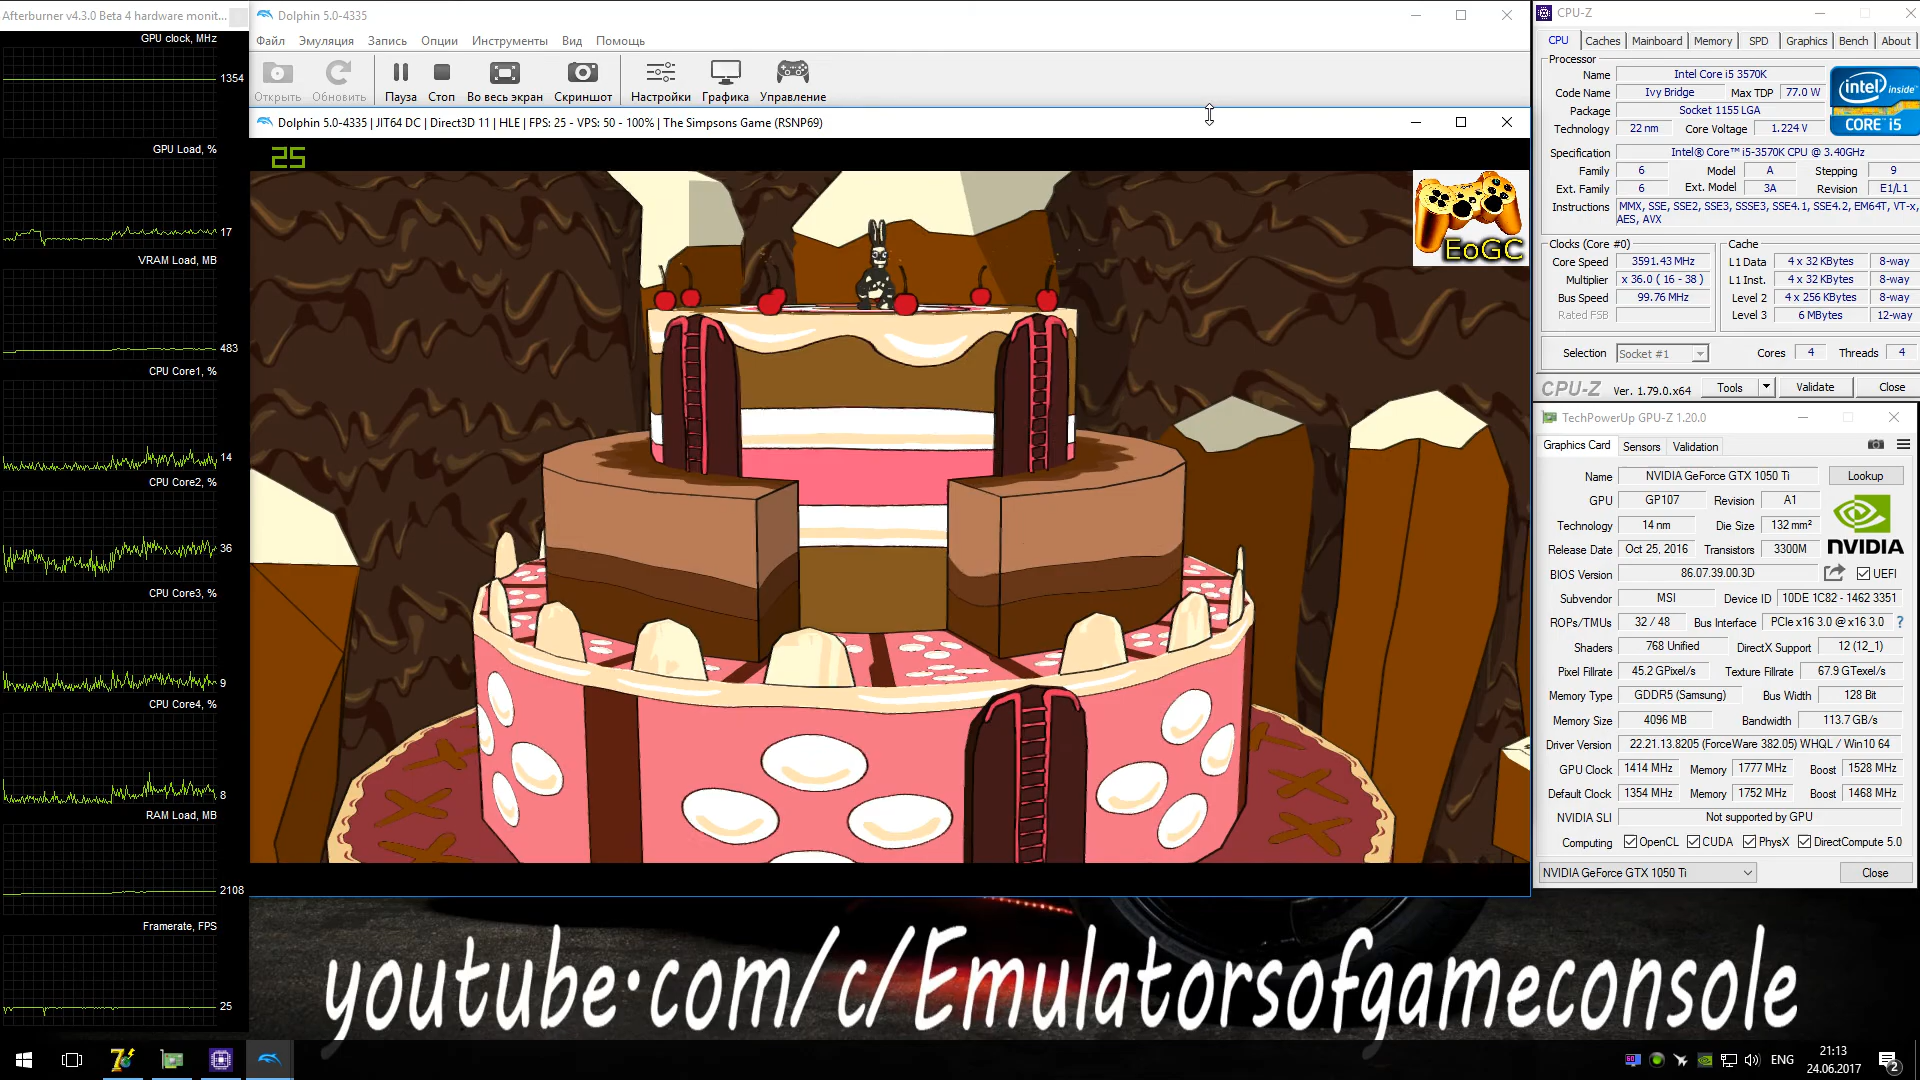 Afterburner v4.3.0 Beta 4 hardware monit...
GPU clock, MHz
1354
GPU Load, %
17
VRAM Load, MB
483
CPU Core1, %
14
CPU Core2, %
36
CPU Core3, %
9
CPU Core4, %
8
RAM Load, MB
2108
Framerate, FPS
25
Dolphin 5.0-4335
Файл Эмуляция Запись Опции Инструменты Вид Помощь
Открыть Обновить Пауза Стоп Во весь экран Скриншот Настройки Графика Управление
Dolphin 5.0-4335 | JIT64 DC | Direct3D 11 | HLE | FPS: 25 - VPS: 50 - 100% | The Simpsons Game (RSNP69)
25
EoGC
CPU-Z
CPU Caches Mainboard Memory SPD Graphics Bench About
Processor
Name Intel Core i5 3570K
Code Name Ivy Bridge Max TDP 77.0 W
Package Socket 1155 LGA
Technology 22 nm Core Voltage 1.224 V
intel inside™
CORE i5
Specification Intel® Core™ i5-3570K CPU @ 3.40GHz
Family 6 Model A Stepping 9
Ext. Family 6 Ext. Model 3A Revision E1/L1
Instructions MMX, SSE, SSE2, SSE3, SSSE3, SSE4.1, SSE4.2, EM64T, VT-x,
AES, AVX
Clocks (Core #0) Cache
Core Speed 3591.43 MHz L1 Data 4 x 32 KBytes 8-way
Multiplier x 36.0 ( 16 - 38 ) L1 Inst. 4 x 32 KBytes 8-way
Bus Speed 99.76 MHz Level 2 4 x 256 KBytes 8-way
Rated FSB Level 3 6 MBytes 12-way
Selection Socket #1 Cores 4 Threads 4
CPU-Z Ver. 1.79.0.x64 Tools Validate Close
TechPowerUp GPU-Z 1.20.0
Graphics Card Sensors Validation
Name NVIDIA GeForce GTX 1050 Ti Lookup
GPU GP107 Revision A1
Technology 14 nm Die Size 132 mm²
Release Date Oct 25, 2016 Transistors 3300M
NVIDIA
BIOS Version 86.07.39.00.3D UEFI
Subvendor MSI Device ID 10DE 1C82 - 1462 3351
ROPs/TMUs 32 / 48 Bus Interface PCIe x16 3.0 @ x16 3.0 ?
Shaders 768 Unified DirectX Support 12 (12_1)
Pixel Fillrate 45.2 GPixel/s Texture Fillrate 67.9 GTexel/s
Memory Type GDDR5 (Samsung) Bus Width 128 Bit
Memory Size 4096 MB Bandwidth 113.7 GB/s
Driver Version 22.21.13.8205 (ForceWare 382.05) WHQL / Win10 64
GPU Clock 1414 MHz Memory 1777 MHz Boost 1528 MHz
Default Clock 1354 MHz Memory 1752 MHz Boost 1468 MHz
NVIDIA SLI Not supported by GPU
Computing OpenCL CUDA PhysX DirectCompute 5.0
NVIDIA GeForce GTX 1050 Ti Close
youtube.com/c/Emulatorsofgameconsole
60 ENG 21:13
24.06.2017
2